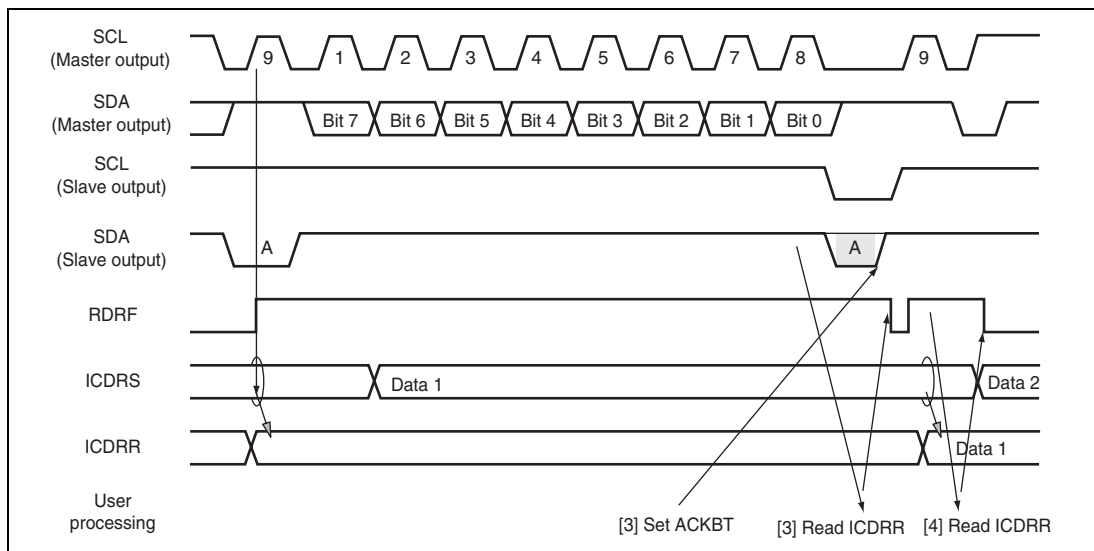 SCL
(Master output)
9 1 2 3 4 5 6 7 8 9
SDA
(Master output)
Bit 7 Bit 6 Bit 5 Bit 4 Bit 3 Bit 2 Bit 1 Bit 0
SCL
(Slave output)
SDA
(Slave output)
A A
RDRF
ICDRS
Data 1 Data 2
ICDRR
Data 1
User
processing
[3] Set ACKBT [3] Read ICDRR [4] Read ICDRR